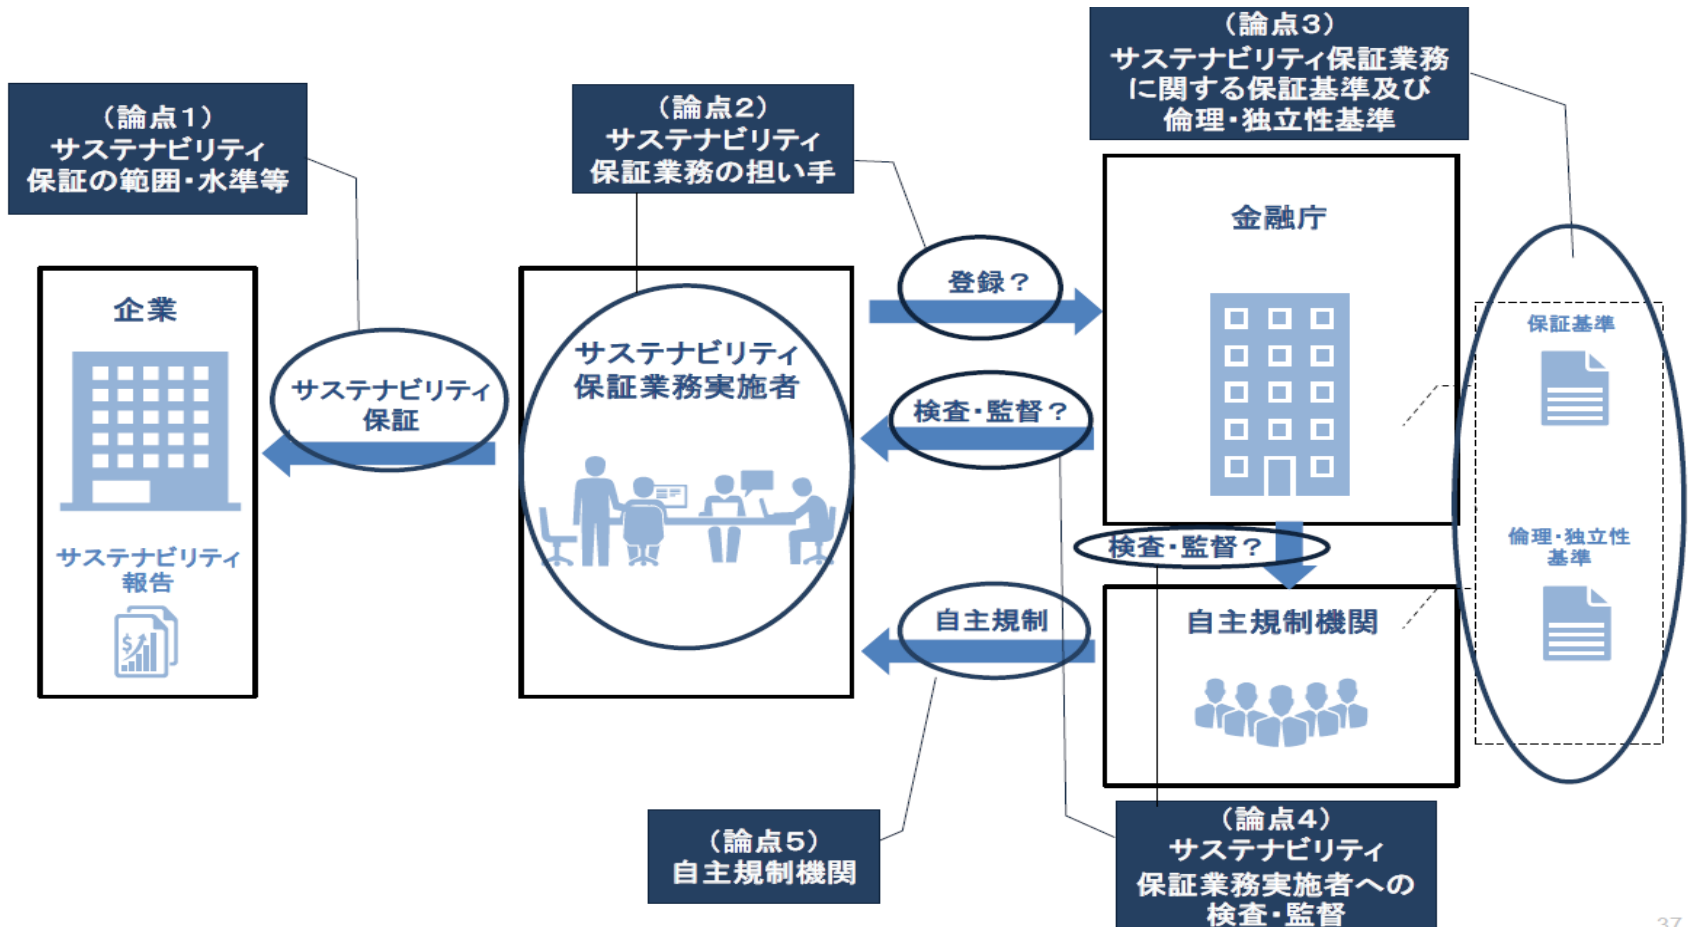 （論点1）
サステナビリティ
保証の範囲・水準等
（論点2）
サステナビリティ
保証業務の担い手
（論点3）
サステナビリティ保証業務
に関する保証基準及び
倫理・独立性基準
企業
サステナビリティ
報告
サステナビリティ
保証
サステナビリティ
保証業務実施者
登録？
検査・監督？
自主規制
金融庁
検査・監督？
自主規制機関
保証基準
倫理・独立性
基準
（論点5）
自主規制機関
（論点4）
サステナビリティ
保証業務実施者への
検査・監督
37